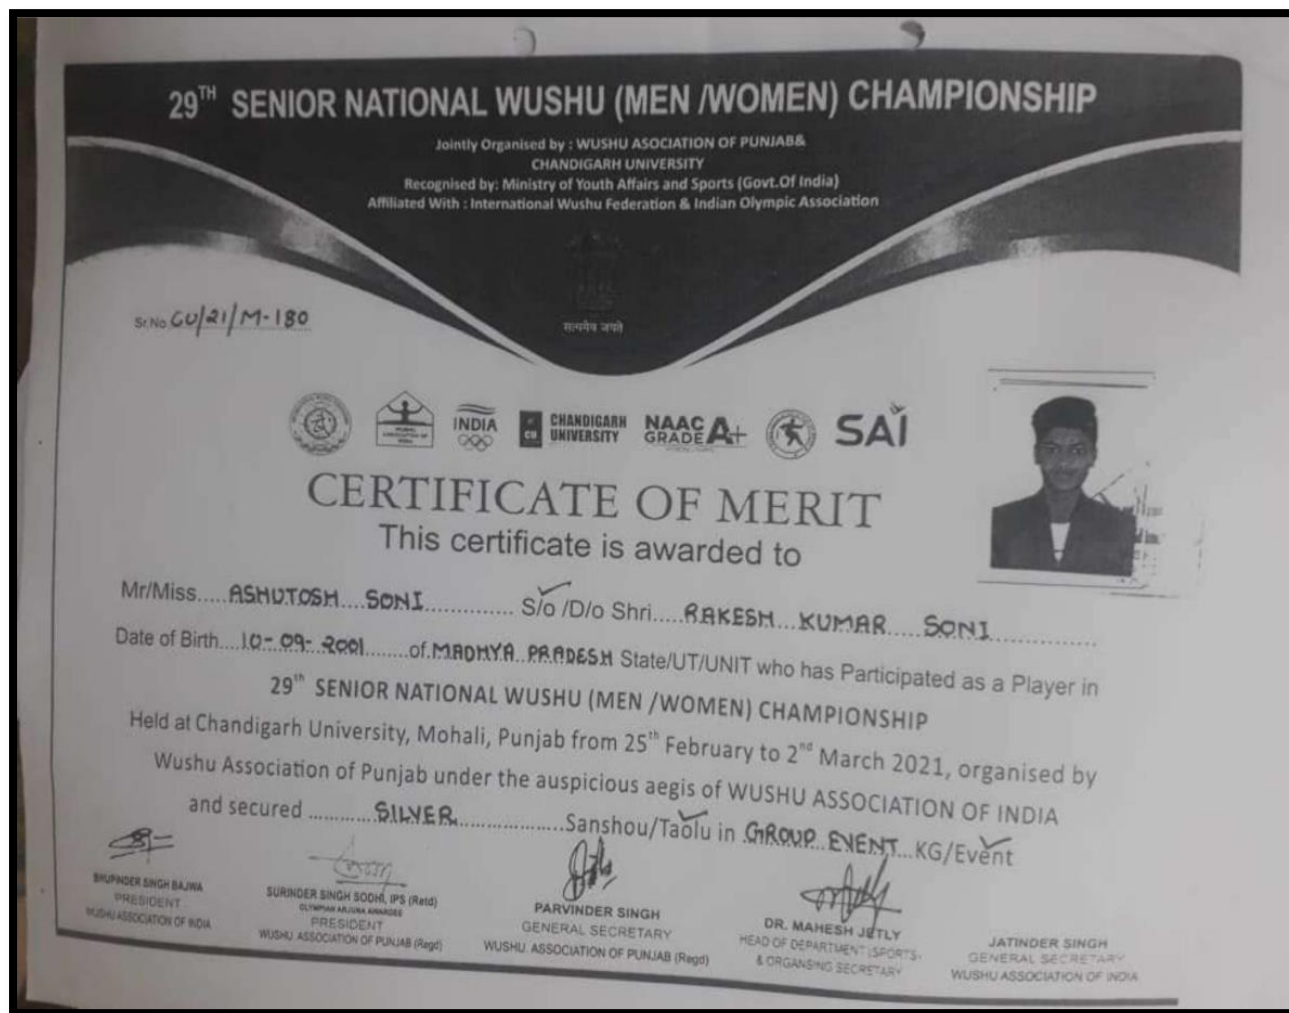 29TH SENIOR NATIONAL WUSHU (MEN /WOMEN) CHAMPIONSHIP
Jointly Organised by : WUSHU ASOCIATION OF PUNJAB&
CHANDIGARH UNIVERSITY
Recognised by: Ministry of Youth Affairs and Sports (Govt.Of India)
Affiliated With : International Wushu Federation & Indian Olympic Association
सत्यमेव जयते
Sr.No CU/21/M-180
INDIA
CU
CHANDIGARH UNIVERSITY
NAAC GRADE A+
SAI
CERTIFICATE OF MERIT
This certificate is awarded to
Mr/Miss.....ASHUTOSH....SONI.............. S/o /D/o Shri.....RAKESH...KUMAR.....SONI.................
Date of Birth....10-09-2001........of.MADHYA..PRADESH State/UT/UNIT who has Participated as a Player in
29th SENIOR NATIONAL WUSHU (MEN /WOMEN) CHAMPIONSHIP
Held at Chandigarh University, Mohali, Punjab from 25th February to 2nd March 2021, organised by
Wushu Association of Punjab under the auspicious aegis of WUSHU ASSOCIATION OF INDIA
and secured ............SILVER....................Sanshou/Taolu in GROUP...EVENT...KG/Event
BHUPINDER SINGH BAJWA
PRESIDENT
WUSHU ASSOCIATION OF INDIA
SURINDER SINGH SODHI, IPS (Retd)
OLYMPIAN ARJUNA AWARDEE
PRESIDENT
WUSHU. ASSOCIATION OF PUNJAB (Regd)
PARVINDER SINGH
GENERAL SECRETARY
WUSHU. ASSOCIATION OF PUNJAB (Regd)
DR. MAHESH JETLY
HEAD OF DEPARTMENT (SPORTS)
& ORGANSING SECRETARY
JATINDER SINGH
GENERAL SECRETARY
WUSHU ASSOCIATION OF INDIA